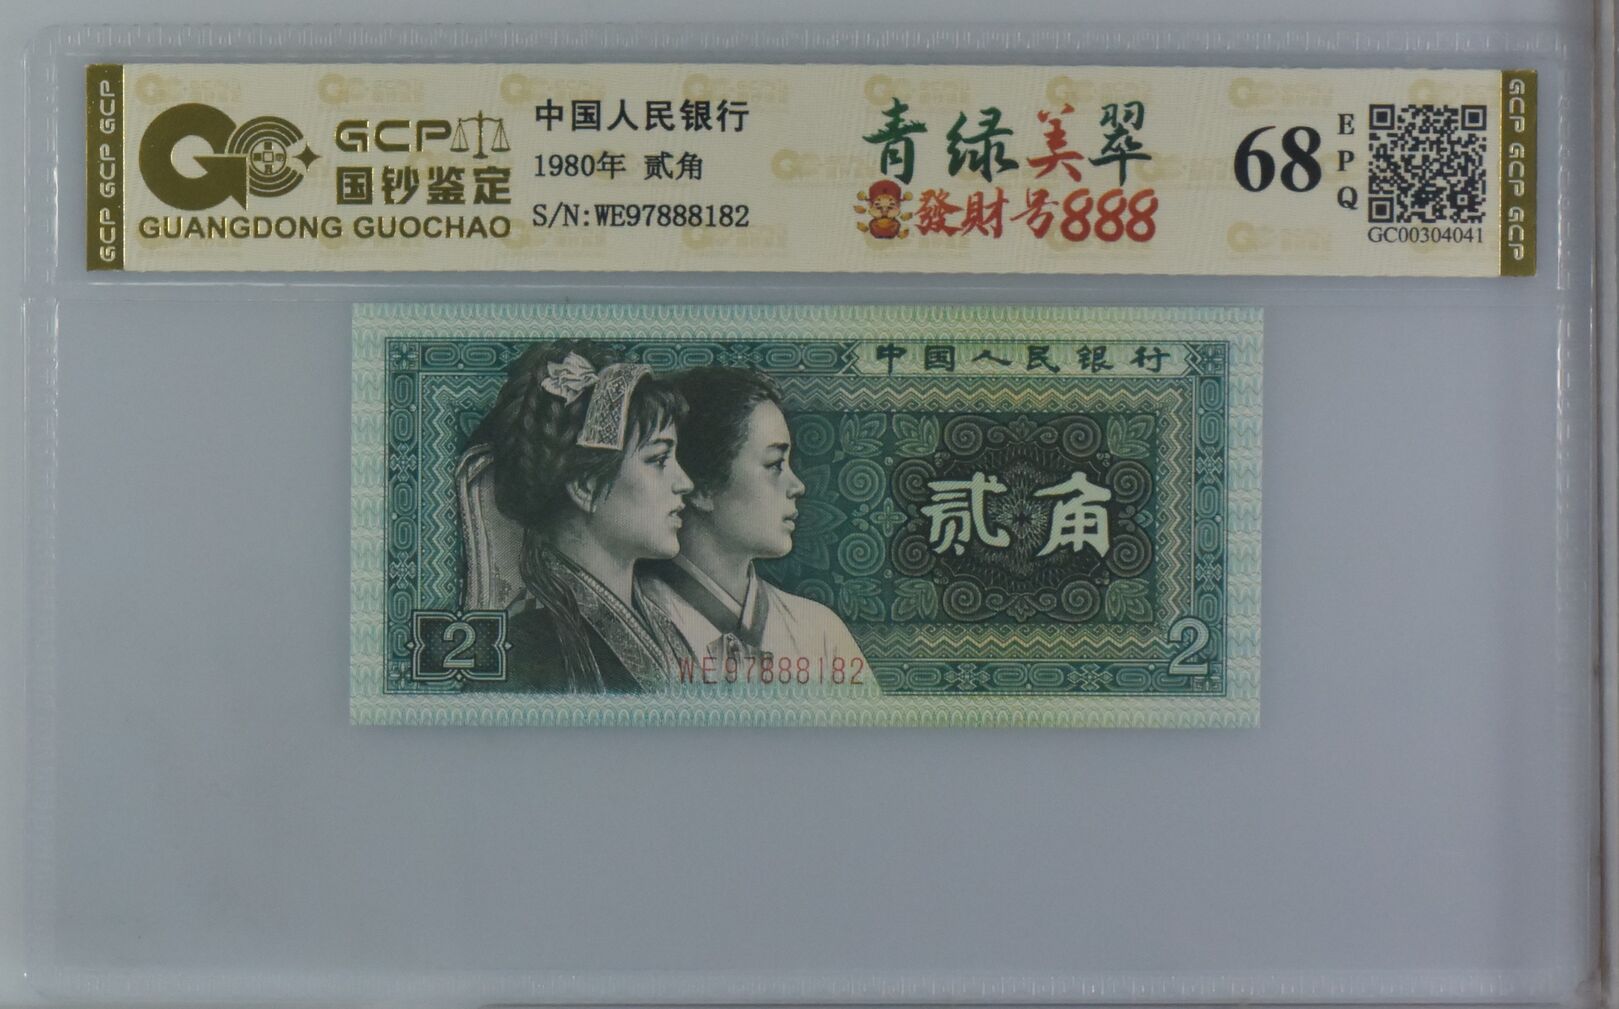 GCP GCP GCP
GCP
国钞鉴定
GUANGDONG GUOCHAO
中国人民银行
1980年 贰角
S/N:WE97888182
青绿美翠
發財号888
68
EPQ
GC00304041
GCP GCP GCP
中国人民银行
贰角
2
2
WE97888182